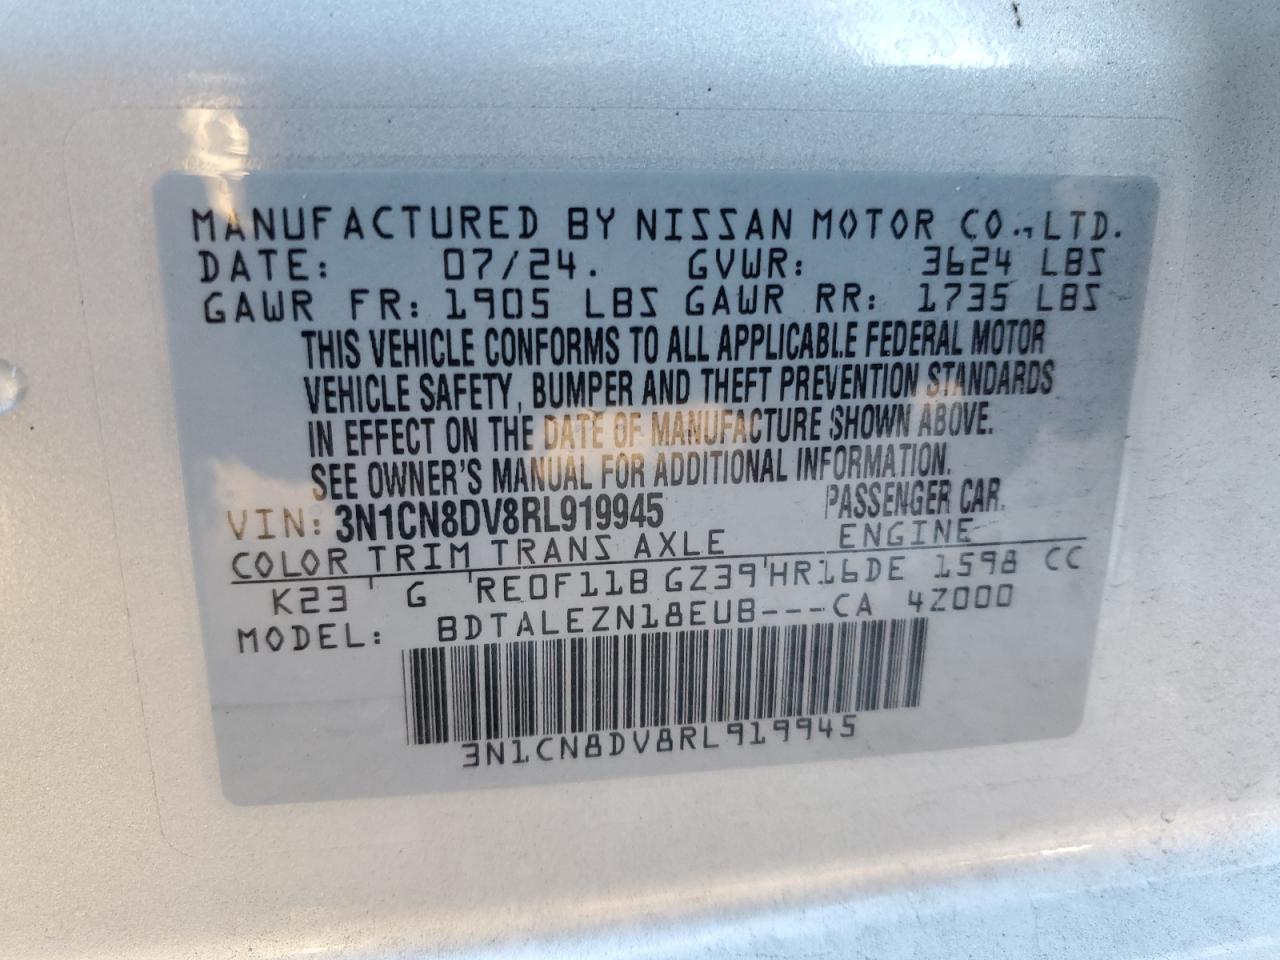 MANUFACTURED BY NISSAN MOTOR CO.,LTD.
DATE: 07/24. GVWR: 3624 LBS
GAWR FR: 1905 LBS GAWR RR: 1735 LBS
THIS VEHICLE CONFORMS TO ALL APPLICABLE FEDERAL MOTOR
VEHICLE SAFETY, BUMPER AND THEFT PREVENTION STANDARDS
IN EFFECT ON THE DATE OF MANUFACTURE SHOWN ABOVE.
SEE OWNER'S MANUAL FOR ADDITIONAL INFORMATION.
VIN: 3N1CN8DV8RL919945 PASSENGER CAR.
COLOR TRIM TRANS AXLE ENGINE
K23 ' G 'RE0F11B GZ39'HR16DE 1598 CC
MODEL: BDTALEZN18EUB---CA 4Z000
3N1CN8DV8RL919945